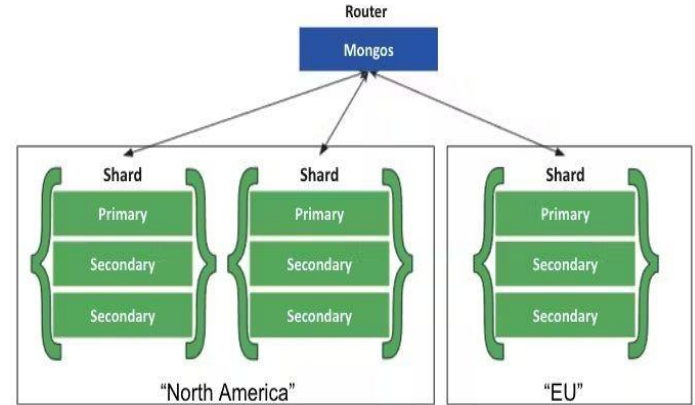 Router
Mongos
Shard
Primary
Secondary
Secondary
Shard
Primary
Secondary
Secondary
“North America”
Shard
Primary
Secondary
Secondary
“EU”